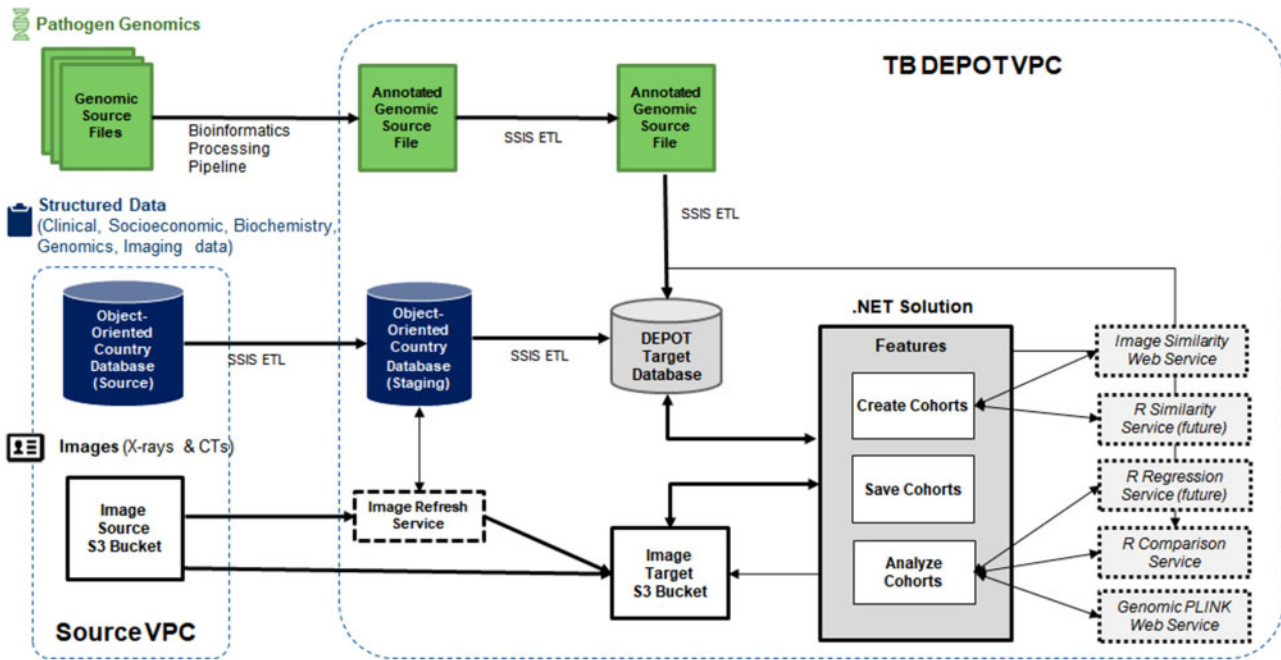 Pathogen Genomics
TB DEPOT VPC
Genomic
Source
Files
Bioinformatics
Processing
Pipeline
Annotated
Genomic
Source
File
SSIS ETL
Annotated
Genomic
Source
File
SSIS ETL
Structured Data
(Clinical, Socioeconomic, Biochemistry,
Genomics, Imaging data)
Object-
Oriented
Country
Database
(Source)
SSIS ETL
Object-
Oriented
Country
Database
(Staging)
SSIS ETL
DEPOT
Target
Database
.NET Solution
Features
Create Cohorts
Save Cohorts
Analyze
Cohorts
Image Similarity
Web Service
R Similarity
Service (future)
R Regression
Service (future)
R Comparison
Service
Genomic PLINK
Web Service
Images (X-rays & CTs)
Image
Source
S3 Bucket
Image Refresh
Service
Image
Target
S3 Bucket
Source VPC